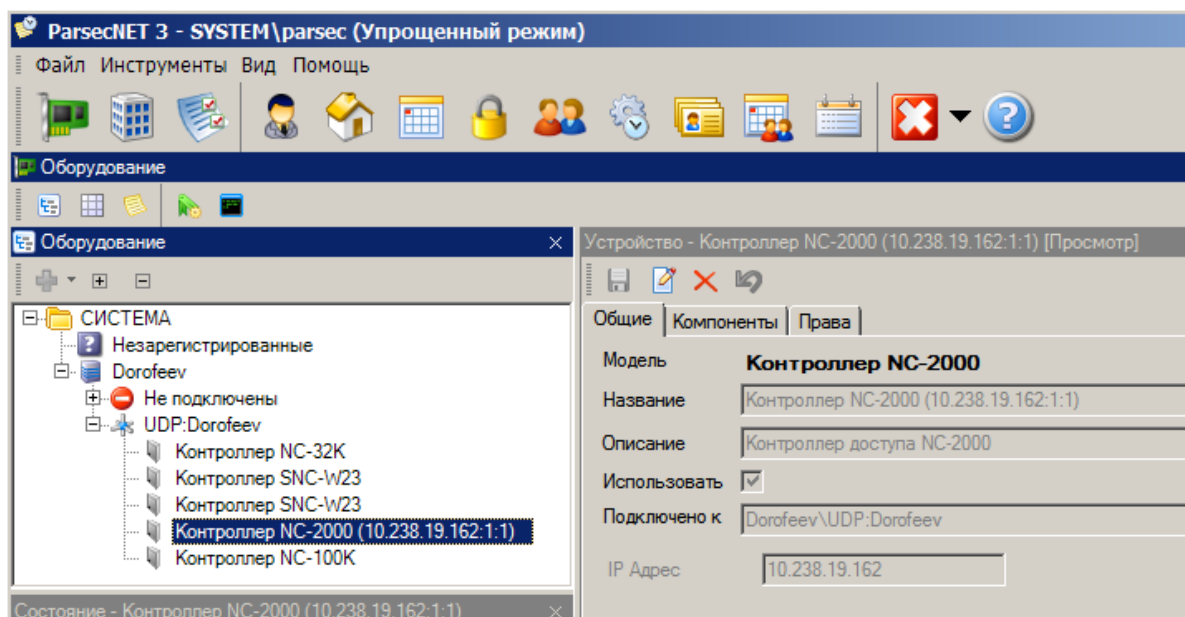 ParsecNET 3 - SYSTEM\parsec (Упрощенный режим)
Файл Инструменты Вид Помощь
Оборудование
Оборудование
СИСТЕМА
Незарегистрированные
Dorofeev
Не подключены
UDP:Dorofeev
Контроллер NC-32K
Контроллер SNC-W23
Контроллер SNC-W23
Контроллер NC-2000 (10.238.19.162:1:1)
Контроллер NC-100K
Состояние - Контроллер NC-2000 (10.238.19.162:1:1)
Устройство - Контроллер NC-2000 (10.238.19.162:1:1) [Просмотр]
Общие Компоненты Права
Модель Контроллер NC-2000
Название Контроллер NC-2000 (10.238.19.162:1:1)
Описание Контроллер доступа NC-2000
Использовать
Подключено к Dorofeev\UDP:Dorofeev
IP Адрес 10.238.19.162